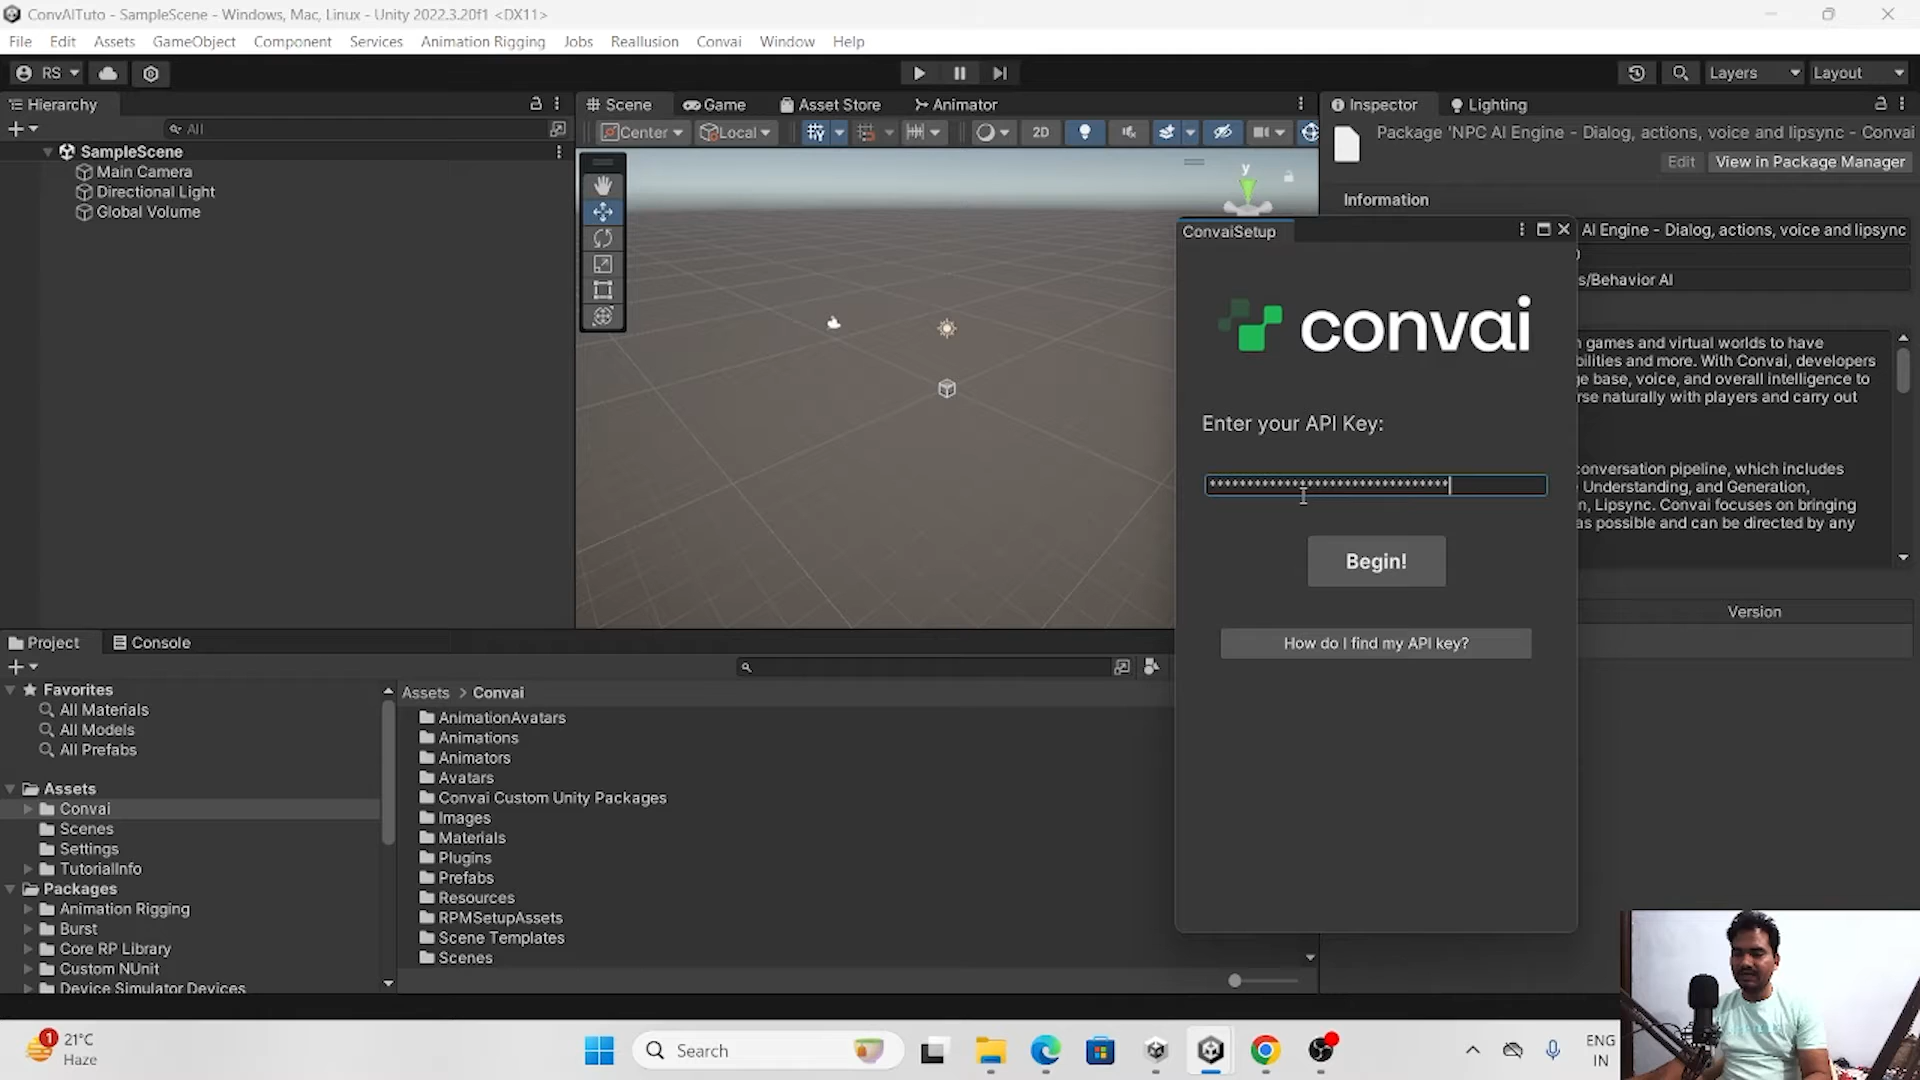 ConvAITuto - SampleScene - Windows, Mac, Linux - Unity 2022.3.20f1 <DX11>
File Edit Assets GameObject Component Services Animation Rigging Jobs Reallusion Convai Window Help
RS
Layers Layout
Hierarchy
All
SampleScene
Main Camera
Directional Light
Global Volume
Scene Game Asset Store Animator
Center Local 2D
y
Inspector Lighting
Package 'NPC AI Engine - Dialog, actions, voice and lipsync - Convai
Edit View in Package Manager
Information
AI Engine - Dialog, actions, voice and lipsync
s/Behavior AI
games and virtual worlds to have
bilities and more. With Convai, developers
ge base, voice, and overall intelligence to
rse naturally with players and carry out
conversation pipeline, which includes
Understanding, and Generation,
n, Lipsync. Convai focuses on bringing
as possible and can be directed by any
Version
ConvaiSetup
convai
Enter your API Key:
********************************
Begin!
How do I find my API key?
Project Console
Favorites
All Materials
All Models
All Prefabs
Assets
Convai
Scenes
Settings
TutorialInfo
Packages
Animation Rigging
Burst
Core RP Library
Custom NUnit
Device Simulator Devices
Assets > Convai
AnimationAvatars
Animations
Animators
Avatars
Convai Custom Unity Packages
Images
Materials
Plugins
Prefabs
Resources
RPMSetupAssets
Scene Templates
Scenes
1
21°C
Haze
Search
ENG
IN